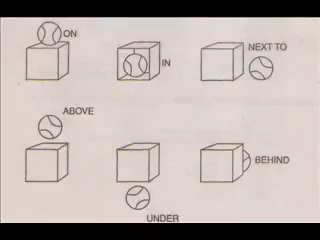 ON
IN
NEXT TO
ABOVE
UNDER
BEHIND